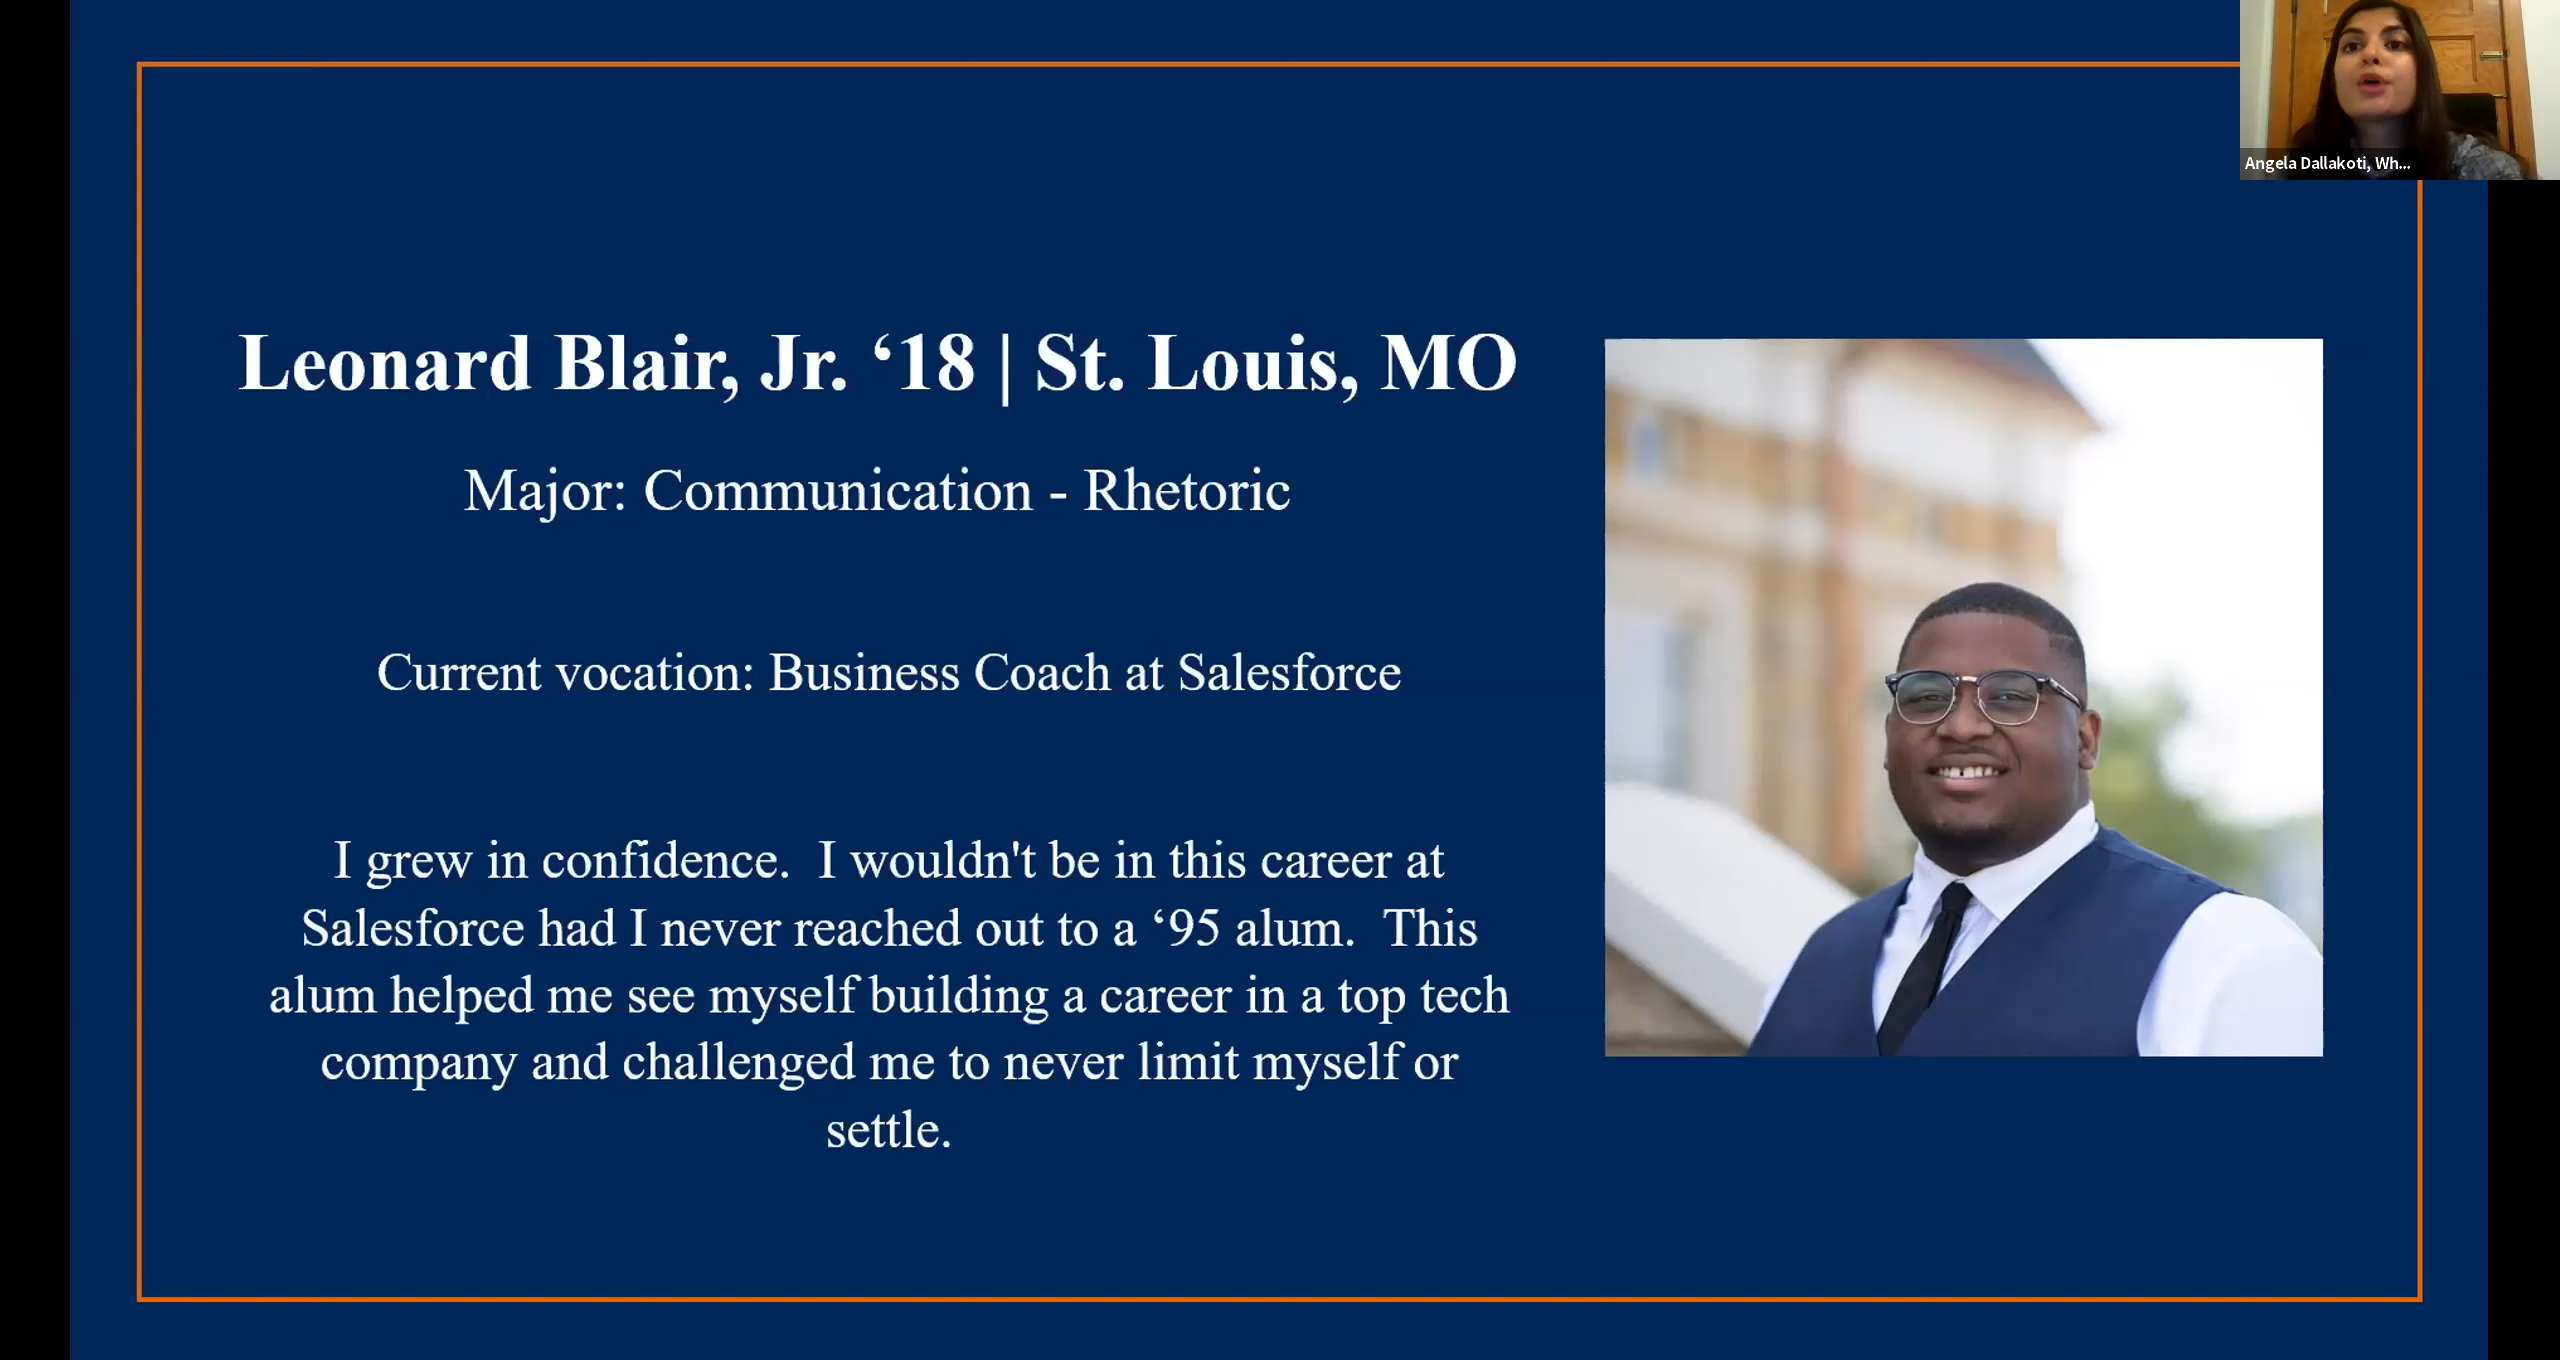 Angela Dallakoti, Wh...
Leonard Blair, Jr. ‘18 | St. Louis, MO
Major: Communication - Rhetoric
Current vocation: Business Coach at Salesforce
I grew in confidence.  I wouldn't be in this career at
Salesforce had I never reached out to a ‘95 alum.  This
alum helped me see myself building a career in a top tech
company and challenged me to never limit myself or
settle.